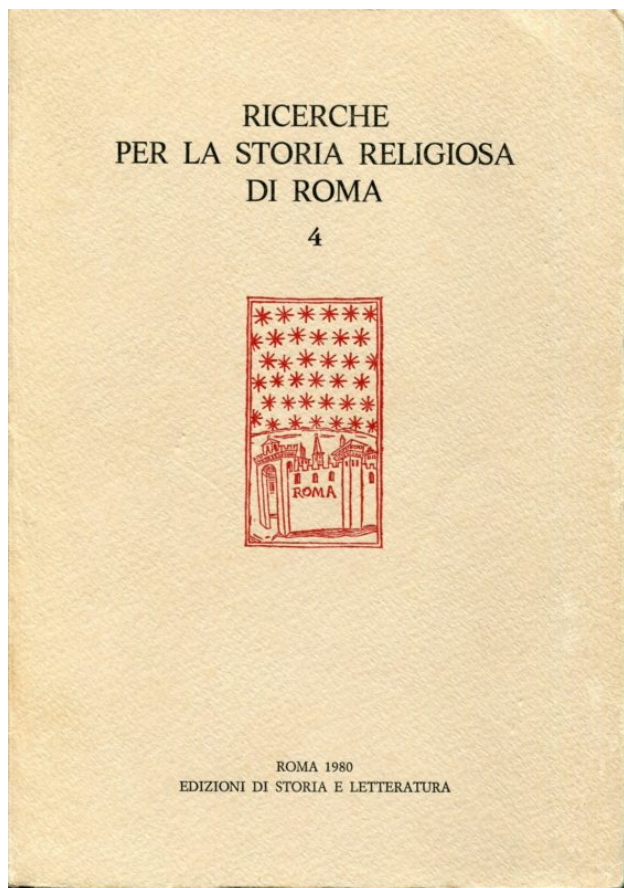 RICERCHE
PER LA STORIA RELIGIOSA
DI ROMA
4
ROMA
ROMA 1980
EDIZIONI DI STORIA E LETTERATURA